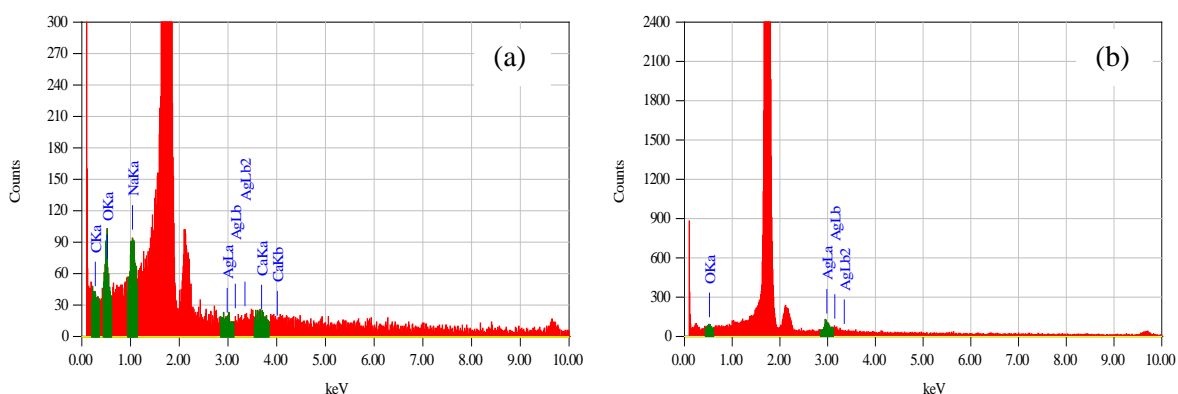 (a)
Counts
300
270
240
210
180
150
120
90
60
30
0
CKa
OKa
NaKa
AgLa
AgLb
AgLb2
CaKa
CaKb
0.00 1.00 2.00 3.00 4.00 5.00 6.00 7.00 8.00 9.00 10.00
keV
(b)
Counts
2400
2100
1800
1500
1200
900
600
300
0
OKa
AgLa
AgLb
AgLb2
0.00 1.00 2.00 3.00 4.00 5.00 6.00 7.00 8.00 9.00 10.00
keV